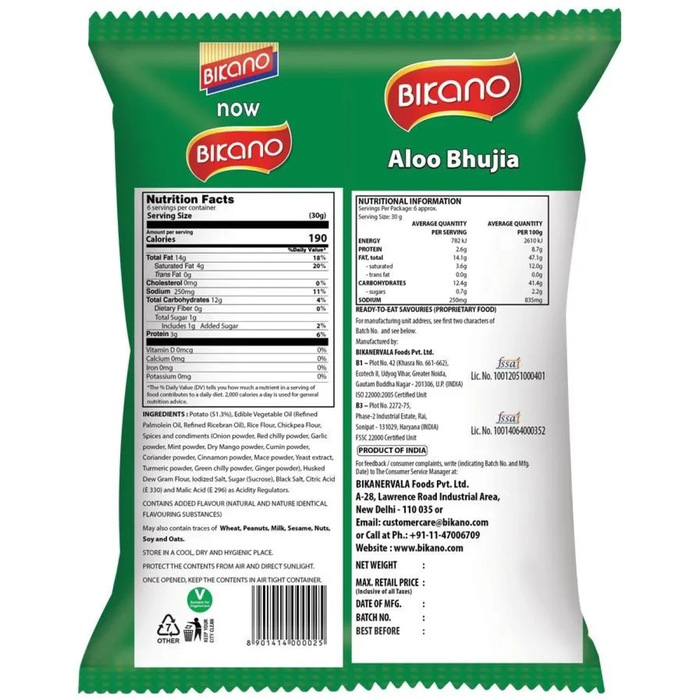 BIKANO
now
BIKANO
Nutrition Facts
6 servings per container
Serving Size (30g)
Amount per serving
Calories 190
%Daily Value*
Total Fat 14g 18%
Saturated Fat 4g 20%
Trans Fat 0g
Cholesterol 0mg 0%
Sodium 250mg 11%
Total Carbohydrates 12g 4%
Dietary Fiber 0g 0%
Total Sugar 1g
Includes 1g Added Sugar 2%
Protein 3g 6%
Vitamin D 0mcg 0%
Calcium 0mg 0%
Iron 0mg 0%
Potassium 0mg 0%
*The % Daily Value (DV) tells you how much a nutrient in a serving of
food contributes to a daily diet. 2,000 calories a day is used for general
nutrition advice.
INGREDIENTS : Potato (51.3%), Edible Vegetable Oil (Refined
Palmolein Oil, Refined Ricebran Oil), Rice Flour, Chickpea Flour,
Spices and condiments (Onion powder, Red chilly powder, Garlic
powder, Mint powder, Dry Mango powder, Cumin powder,
Coriander powder, Cinnamon powder, Mace powder, Yeast extract,
Turmeric powder, Green chilly powder, Ginger powder), Husked
Dew Gram Flour, Iodized Salt, Sugar (Sucrose), Black Salt, Citric Acid
(E 330) and Malic Acid (E 296) as Acidity Regulators.
CONTAINS ADDED FLAVOUR (NATURAL AND NATURE IDENTICAL
FLAVOURING SUBSTANCES)
May also contain traces of Wheat, Peanuts, Milk, Sesame, Nuts,
Soy and Oats.
STORE IN A COOL, DRY AND HYGIENIC PLACE.
PROTECT THE CONTENTS FROM AIR AND DIRECT SUNLIGHT.
ONCE OPENED, KEEP THE CONTENTS IN AIR TIGHT CONTAINER.
V
Suitable for
Vegetarians
7
OTHER
KEEP YOUR
CITY CLEAN
8 901414 000025
BIKANO
Aloo Bhujia
NUTRITIONAL INFORMATION
Servings Per Package: 6 approx.
Serving Size: 30 g
AVERAGE QUANTITY AVERAGE QUANTITY
PER SERVING PER 100g
ENERGY 782 kJ 2610 kJ
PROTEIN 2.6g 8.7g
FAT, total 14.1g 47.1g
- saturated 3.6g 12.0g
- trans fat 0.0g 0.0g
CARBOHYDRATES 12.4g 41.4g
- sugars 0.7g 2.2g
SODIUM 250mg 835mg
READY-TO-EAT SAVOURIES (PROPRIETARY FOOD)
For manufacturing unit address, see first two characters of
Batch No. and see below.
Manufactured by:
BIKANERVALA Foods Pvt. Ltd.
B1 – Plot No. 42 (Khasra No. 661-662),
Ecotech II, Udyog Vihar, Greater Noida,
Gautam Buddha Nagar - 201306, U.P. (INDIA)
ISO 22000:2005 Certified Unit
fssai
Lic. No. 10012051000401
B3 – Plot No. 2272-75,
Phase-2 Industrial Estate, Rai,
Sonipat - 131029, Haryana (INDIA)
FSSC 22000 Certified Unit
fssai
Lic. No. 10014064000352
PRODUCT OF INDIA
For feedback / consumer complaints, write (indicating Batch No. and Mfg.
Date) to The Consumer Service Manager at:
BIKANERVALA Foods Pvt. Ltd.
A-28, Lawrence Road Industrial Area,
New Delhi - 110 035 or
Email: customercare@bikano.com
or Call at Ph.: +91-11-47006709
Website : www.bikano.com
NET WEIGHT :
MAX. RETAIL PRICE :
(Inclusive of all Taxes)
DATE OF MFG. :
BATCH NO. :
BEST BEFORE :